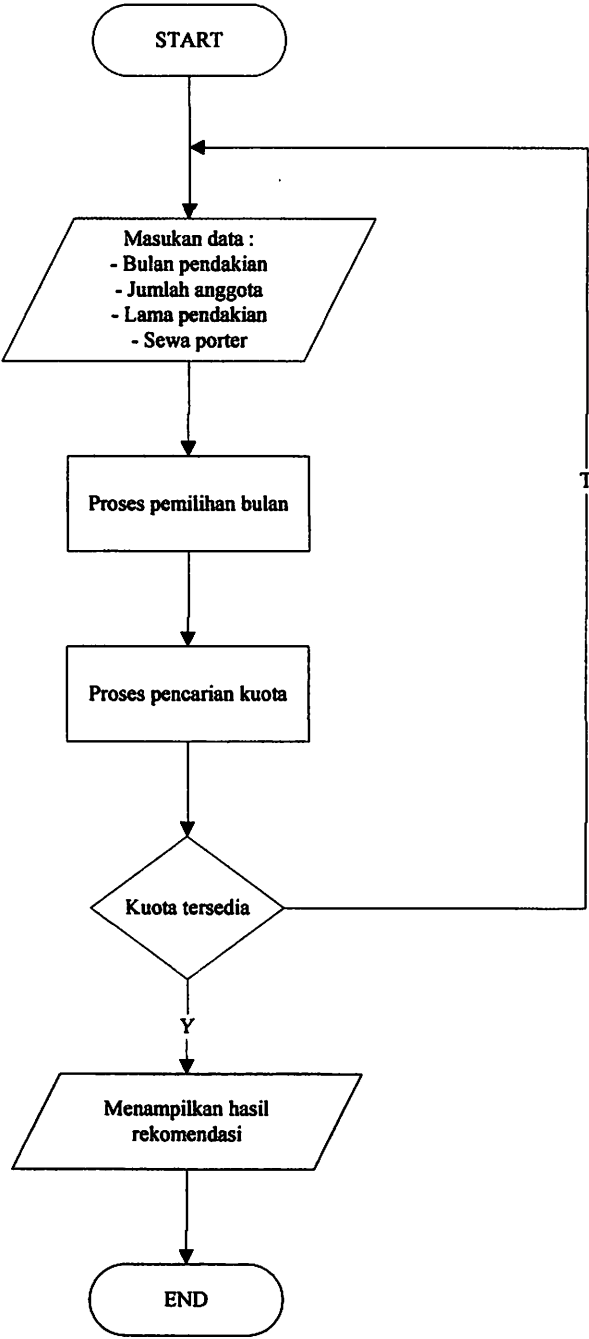 START
Masukan data :
- Bulan pendakian
- Jumlah anggota
- Lama pendakian
- Sewa porter
Proses pemilihan bulan
T
Proses pencarian kuota
Kuota tersedia
Y
Menampilkan hasil
rekomendasi
END